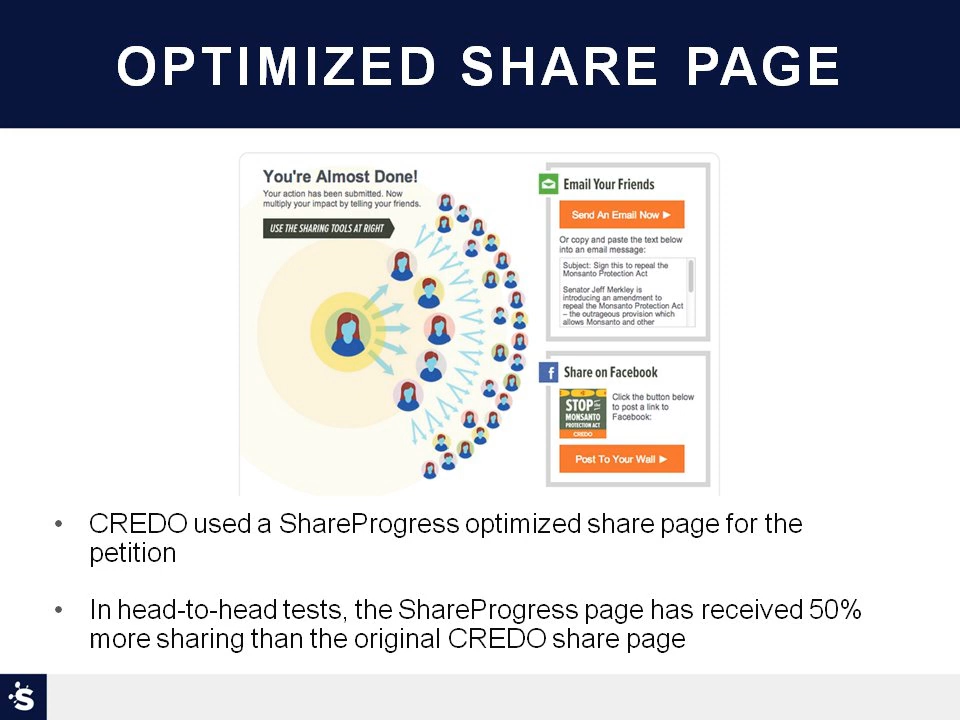 OPTIMIZED SHARE PAGE
You're Almost Done!
Your action has been submitted. Now
multiply your impact by telling your friends.
USE THE SHARING TOOLS AT RIGHT
Email Your Friends
Send An Email Now ►
Or copy and paste the text below
into an email message:
Subject: Sign this to repeal the
Monsanto Protection Act
Senator Jeff Merkley is
introducing an amendment to
repeal the Monsanto Protection Act
– the outrageous provision which
allows Monsanto and other
f Share on Facebook
STOP
MONSANTO
PROTECTION ACT
CREDO
Click the button below
to post a link to
Facebook:
Post To Your Wall ►
• CREDO used a ShareProgress optimized share page for the
petition
• In head-to-head tests, the ShareProgress page has received 50%
more sharing than the original CREDO share page
S